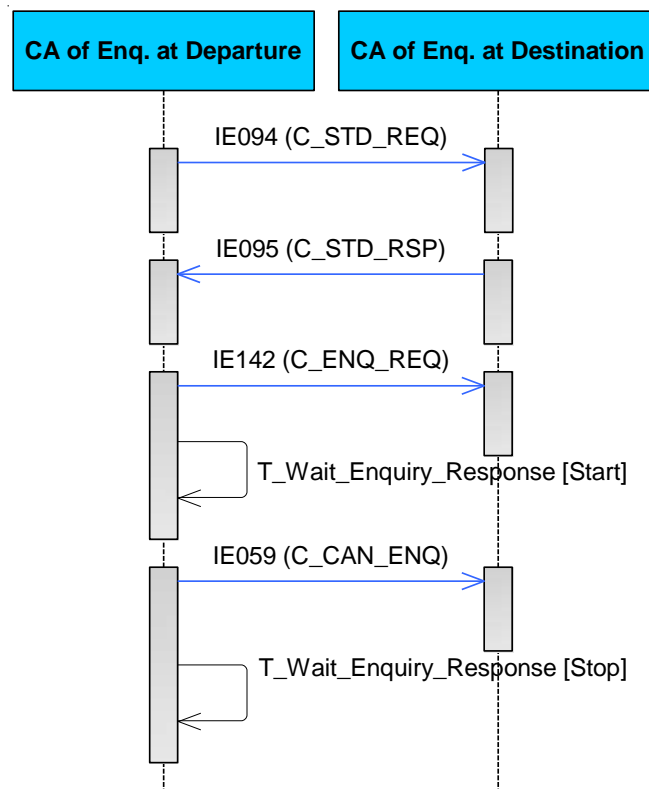 CA of Enq. at Departure
CA of Enq. at Destination
IE094 (C_STD_REQ)
IE095 (C_STD_RSP)
IE142 (C_ENQ_REQ)
T_Wait_Enquiry_Response [Start]
IE059 (C_CAN_ENQ)
T_Wait_Enquiry_Response [Stop]